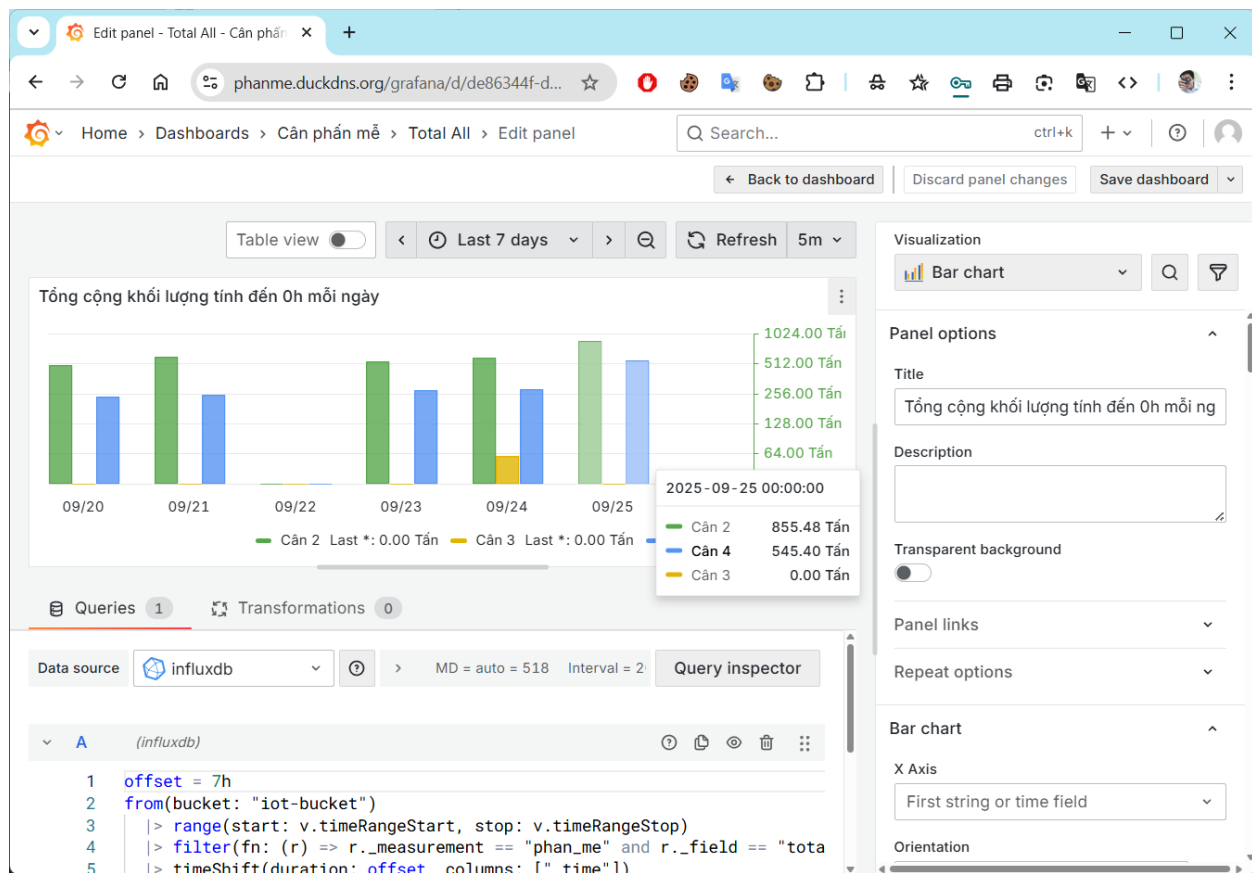 Edit panel - Total All - Cân phấn
phanme.duckdns.org/grafana/d/de86344f-d...
Home › Dashboards › Cân phấn mễ › Total All › Edit panel
Search... ctrl+k
Back to dashboard
Discard panel changes
Save dashboard
Table view
Last 7 days
Refresh
5m
Visualization
Bar chart
Tổng cộng khối lượng tính đến 0h mỗi ngày
1024.00 Tấn
512.00 Tấn
256.00 Tấn
128.00 Tấn
64.00 Tấn
09/20 09/21 09/22 09/23 09/24 09/25
Cân 2 Last *: 0.00 Tấn Cân 3 Last *: 0.00 Tấn
2025-09-25 00:00:00
Cân 2 855.48 Tấn
Cân 4 545.40 Tấn
Cân 3 0.00 Tấn
Panel options
Title
Tổng cộng khối lượng tính đến 0h mỗi ng
Description
Transparent background
Panel links
Repeat options
Bar chart
X Axis
First string or time field
Orientation
Queries 1
Transformations 0
Data source
influxdb
MD = auto = 518 Interval = 2
Query inspector
A (influxdb)
1 offset = 7h
2 from(bucket: "iot-bucket")
3 |> range(start: v.timeRangeStart, stop: v.timeRangeStop)
4 |> filter(fn: (r) => r._measurement == "phan_me" and r._field == "tota
5 |> timeShift(duration: offset, columns: ["_time"])